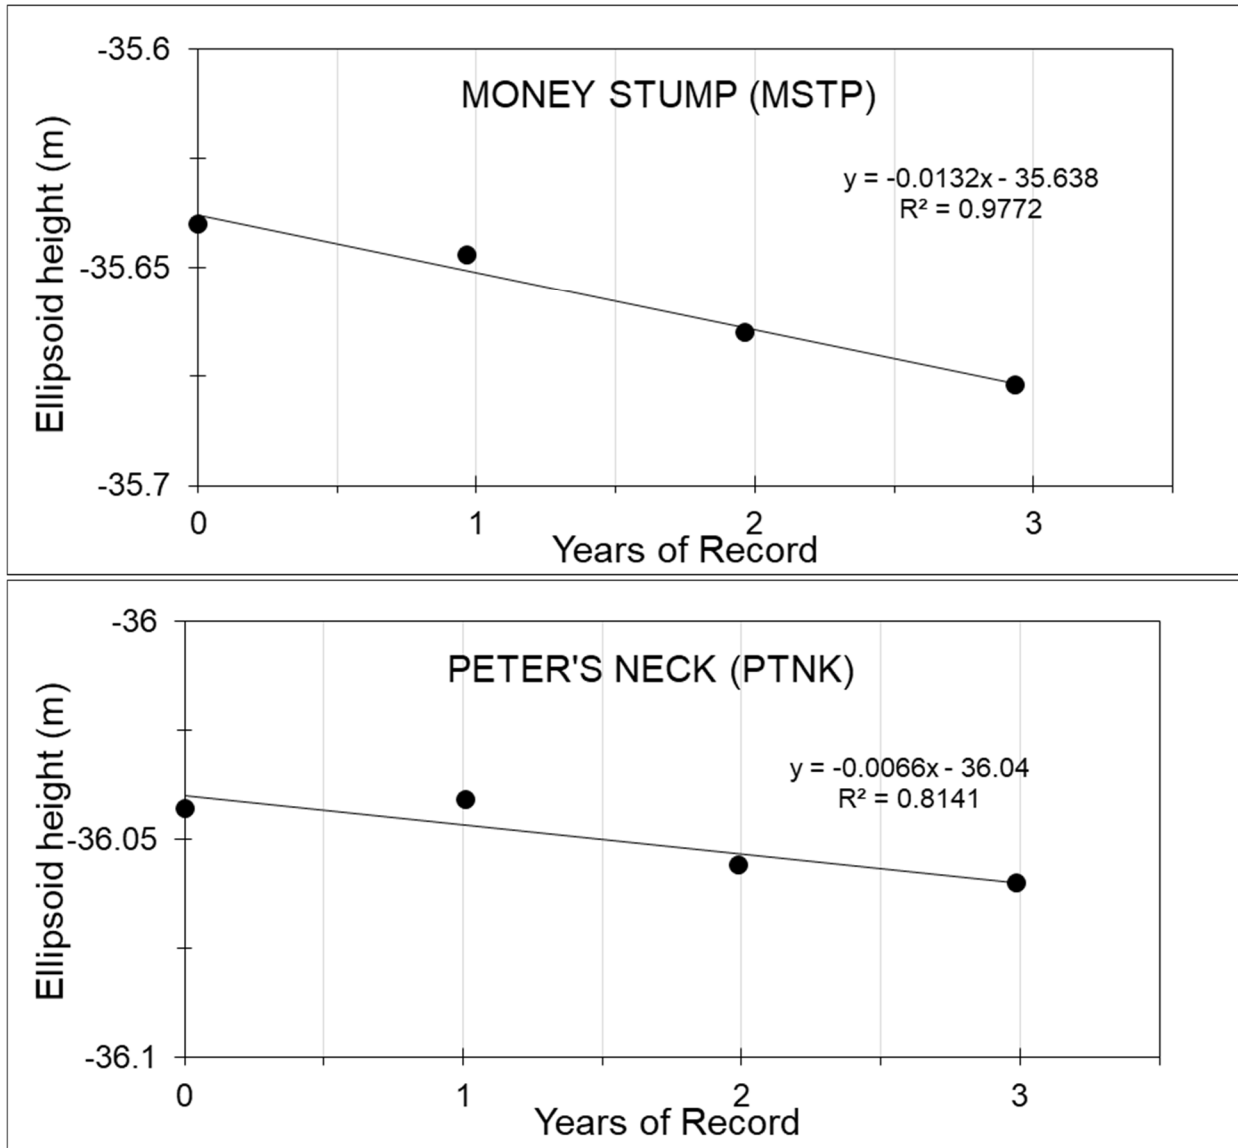 MONEY STUMP (MSTP)
Ellipsoid height (m)
-35.6
-35.65
-35.7
y = -0.0132x - 35.638
R² = 0.9772
0 1 2 3
Years of Record
PETER'S NECK (PTNK)
Ellipsoid height (m)
-36
-36.05
-36.1
y = -0.0066x - 36.04
R² = 0.8141
0 1 2 3
Years of Record